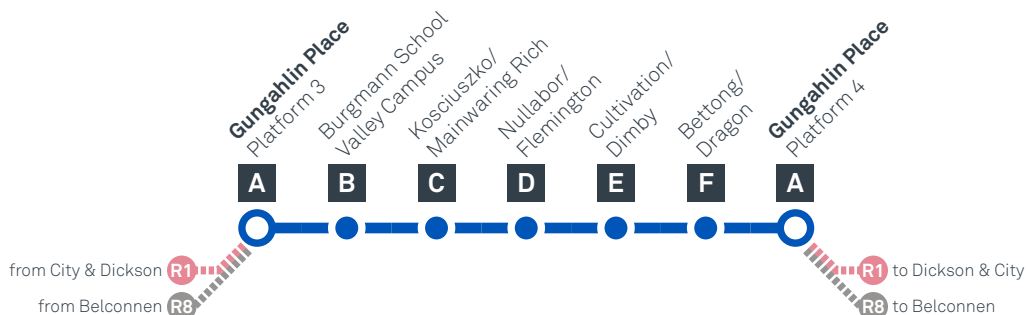 Gungahlin Place
Platform 3
Burgmann School
Valley Campus
Kosciuszko/
Mainwaring Rich
Nullabor/
Flemington
Cultivation/
Dimby
Bettong/
Dragon
Gungahlin Place
Platform 4
A
B
C
D
E
F
A
from City & Dickson R1
R1 to Dickson & City
from Belconnen R8
R8 to Belconnen